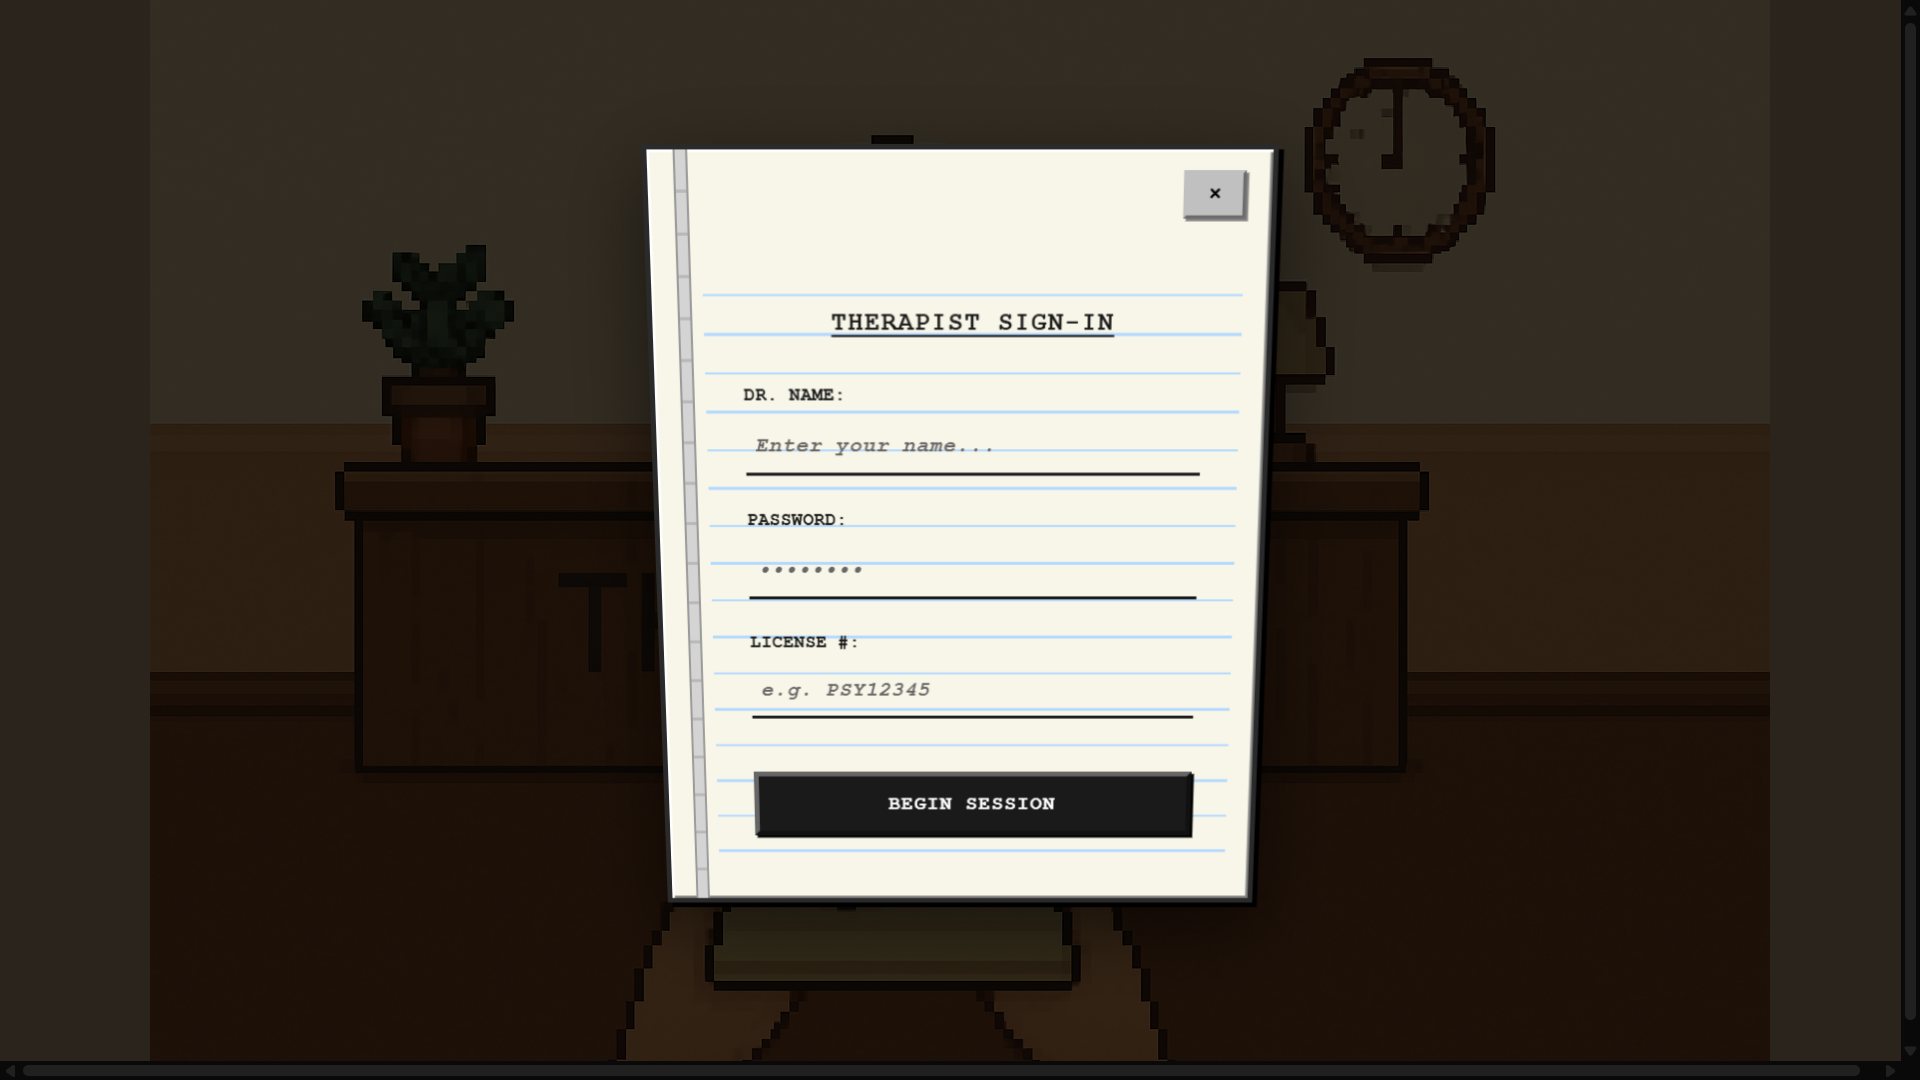 ×
THERAPIST SIGN-IN
DR. NAME:
Enter your name...
PASSWORD:
••••••••
LICENSE #:
e.g. PSY12345
BEGIN SESSION